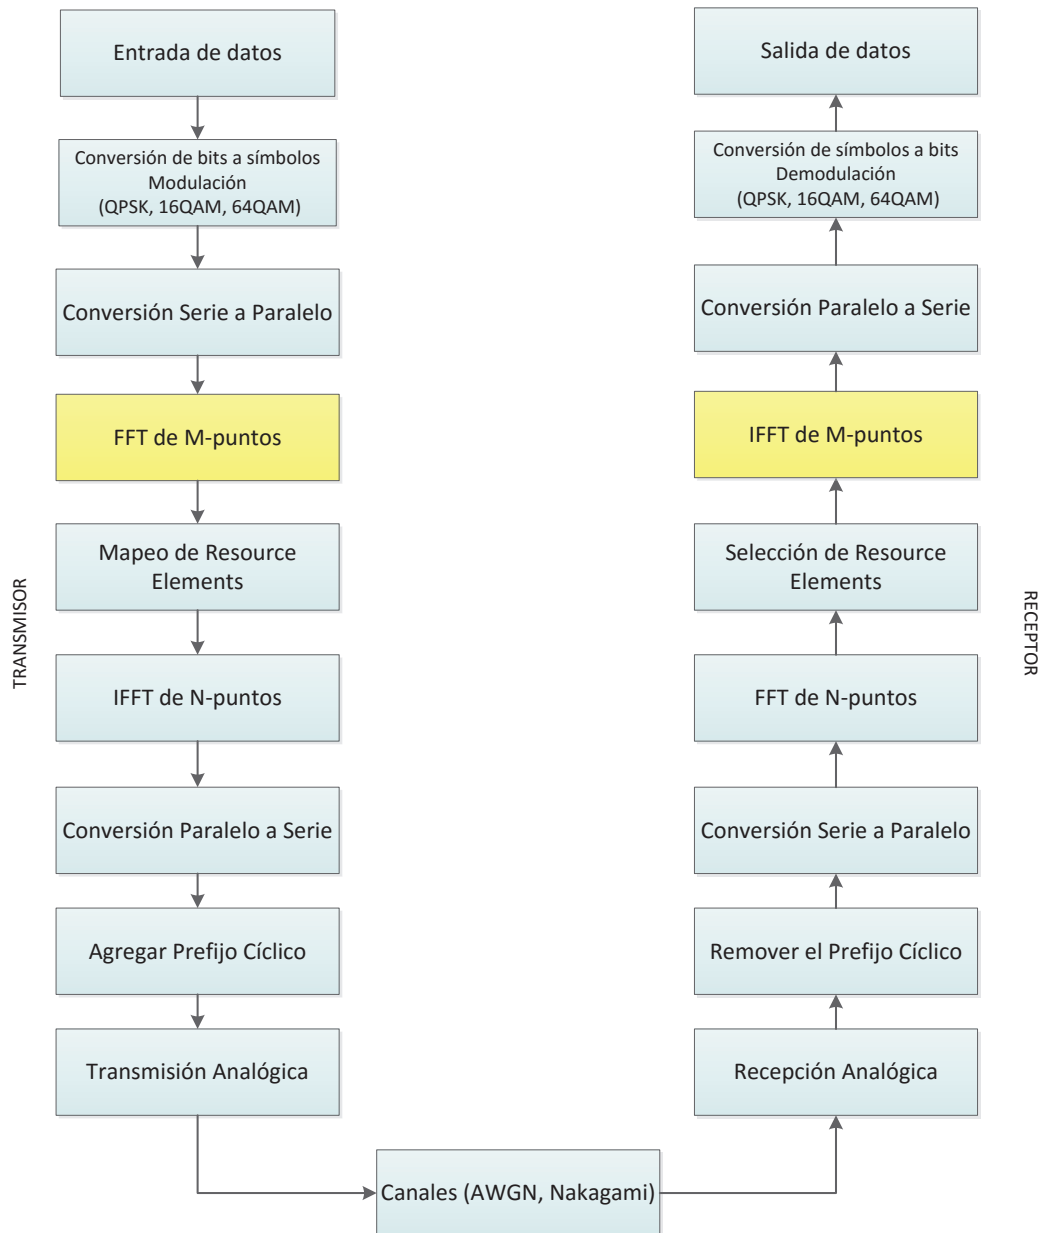 Entrada de datos
Conversión de bits a símbolos
Modulación
(QPSK, 16QAM, 64QAM)
Conversión Serie a Paralelo
FFT de M-puntos
Mapeo de Resource
Elements
IFFT de N-puntos
Conversión Paralelo a Serie
Agregar Prefijo Cíclico
Transmisión Analógica
TRANSMISOR
Canales (AWGN, Nakagami)
Salida de datos
Conversión de símbolos a bits
Demodulación
(QPSK, 16QAM, 64QAM)
Conversión Paralelo a Serie
IFFT de M-puntos
Selección de Resource
Elements
FFT de N-puntos
Conversión Serie a Paralelo
Remover el Prefijo Cíclico
Recepción Analógica
RECEPTOR